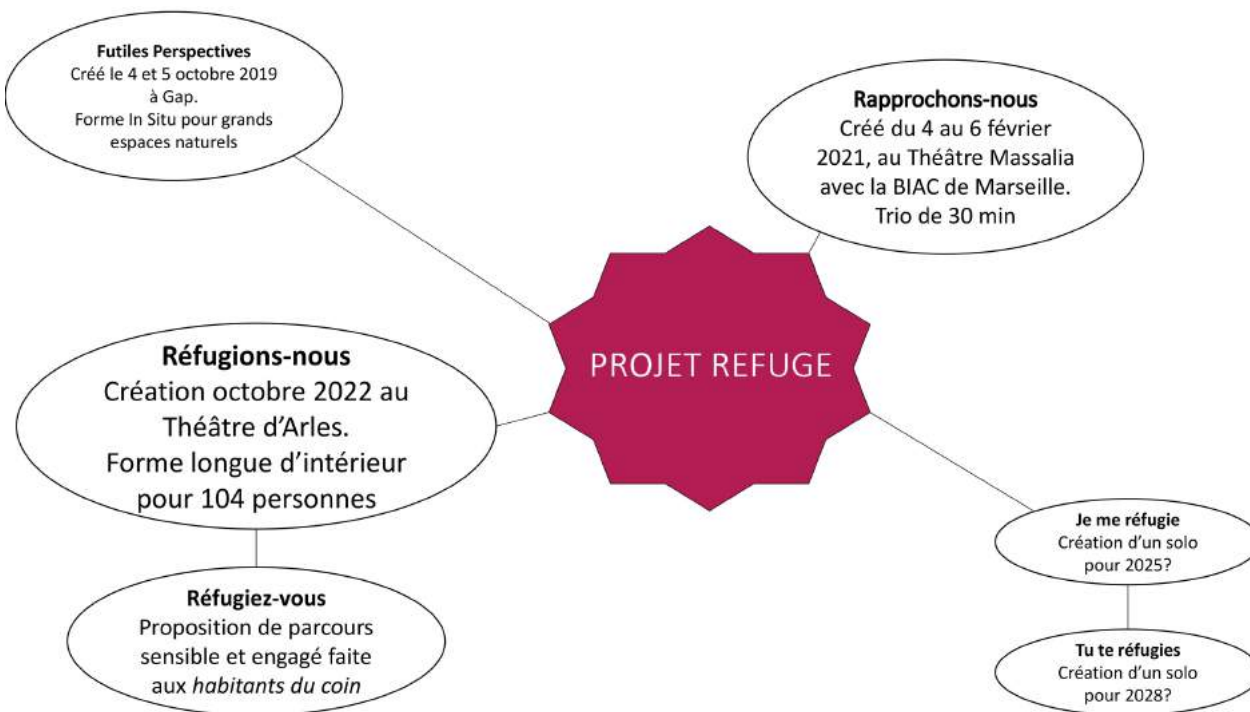 Futiles Perspectives
Créé le 4 et 5 octobre 2019
à Gap.
Forme In Situ pour grands
espaces naturels
Rapprochons-nous
Créé du 4 au 6 février
2021, au Théâtre Massalia
avec la BIAC de Marseille.
Trio de 30 min
PROJET REFUGE
Réfugions-nous
Création octobre 2022 au
Théâtre d’Arles.
Forme longue d’intérieur
pour 104 personnes
Réfugiez-vous
Proposition de parcours
sensible et engagé faite
aux habitants du coin
Je me réfugie
Création d’un solo
pour 2025?
Tu te réfugies
Création d’un solo
pour 2028?